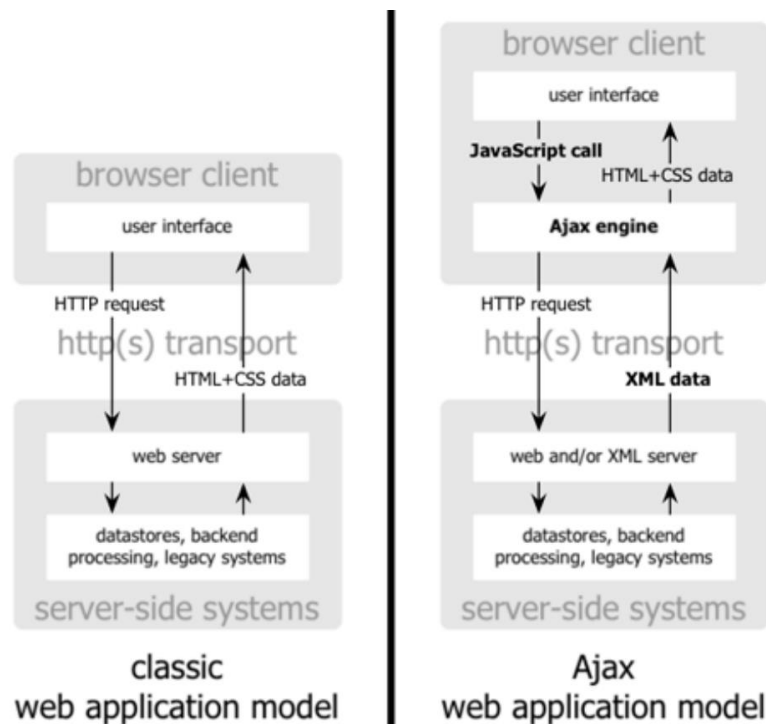 browser client
user interface
HTTP request
http(s) transport
HTML+CSS data
web server
datastores, backend
processing, legacy systems
server-side systems
classic
web application model
browser client
user interface
JavaScript call
HTML+CSS data
Ajax engine
HTTP request
http(s) transport
XML data
web and/or XML server
datastores, backend
processing, legacy systems
server-side systems
Ajax
web application model